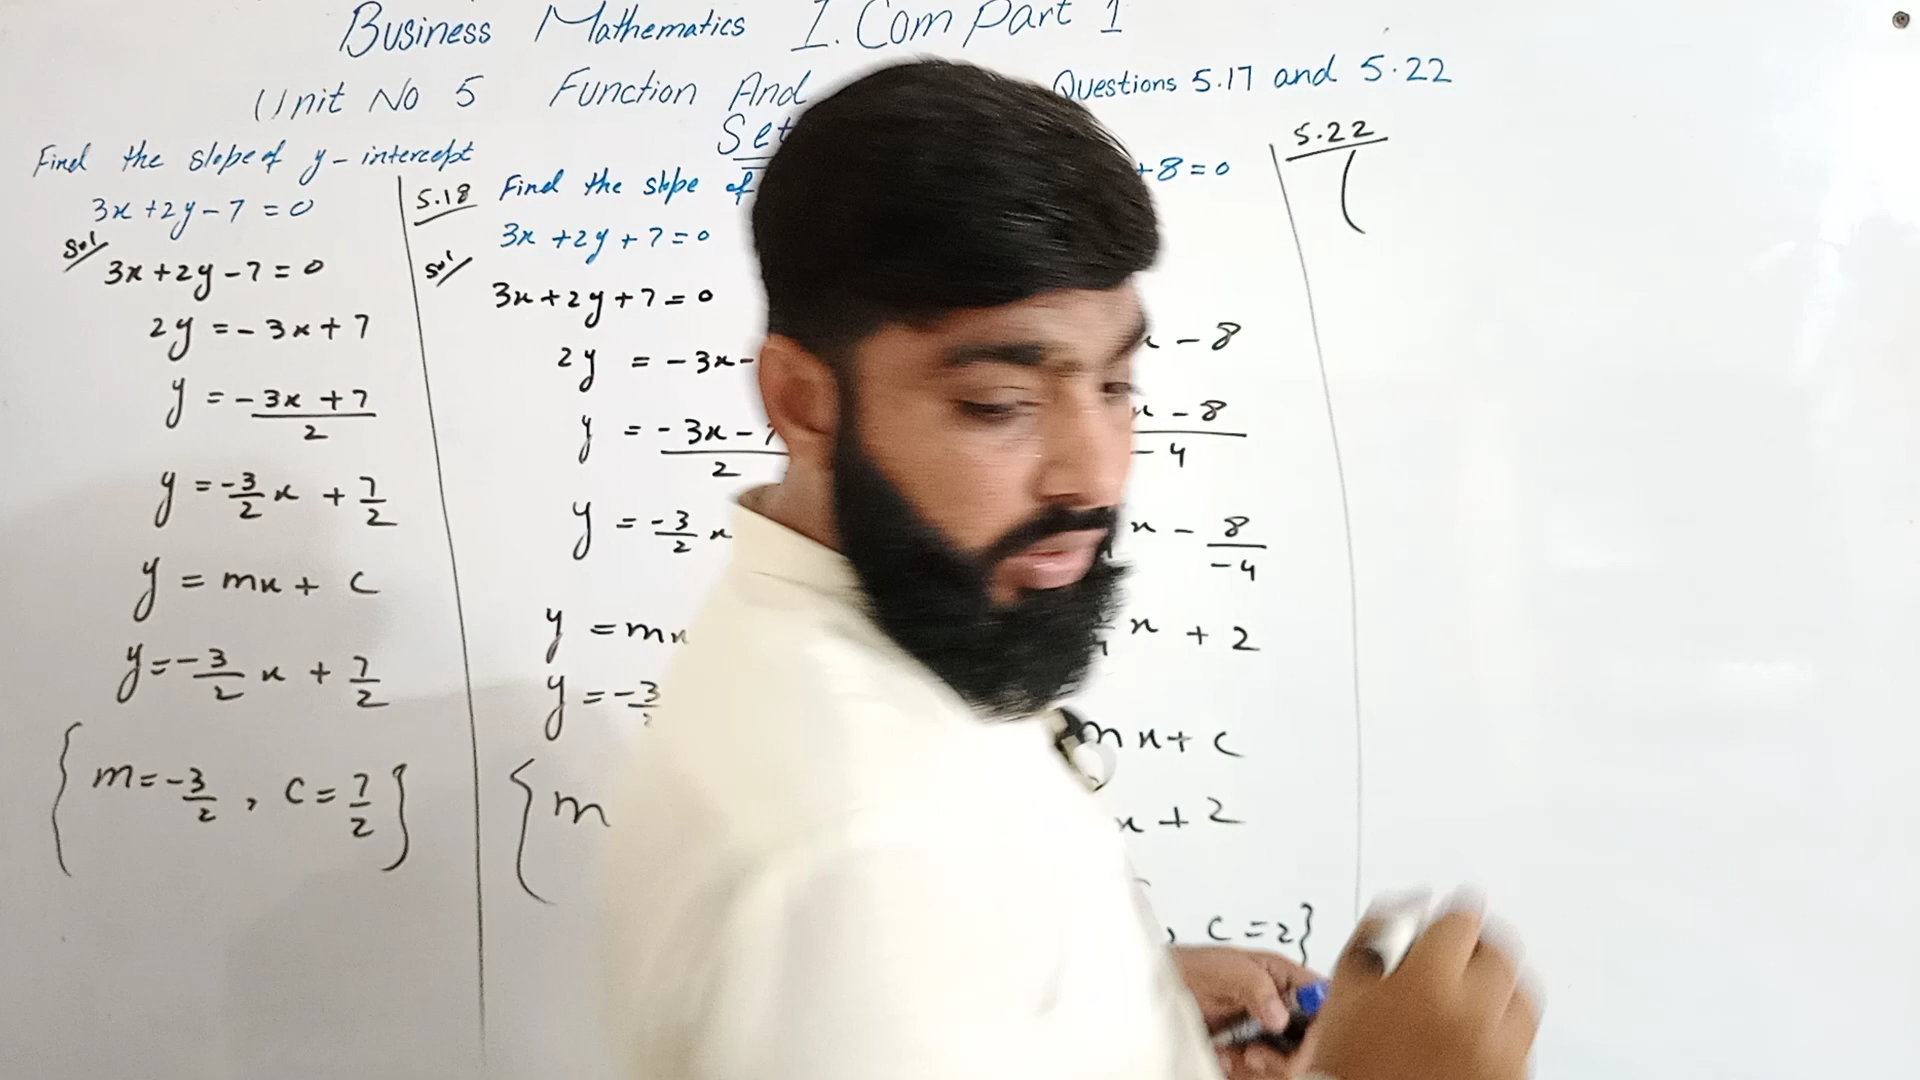 Business Mathematics I.Com Part 1
Unit No 5 Function And
Questions 5.17 and 5.22
Set
Find the slope of y-intercept
3x+2y-7=0
Sol
3x+2y-7=0
2y=-3x+7
y=-3x+7/2
y=-3/2x+7/2
y=mx+c
y=-3/2x+7/2
{m=-3/2, c=7/2}
5.18 Find the slope of
3x+2y+7=0
Sol
3x+2y+7=0
2y=-3x-
y=-3x-7/2
y=-3/2x
y=mx
y=-3
{m
+8=0
x-8
x-8/-4
x-8/-4
x+2
mx+c
x+2
, c=2}
5.22
(